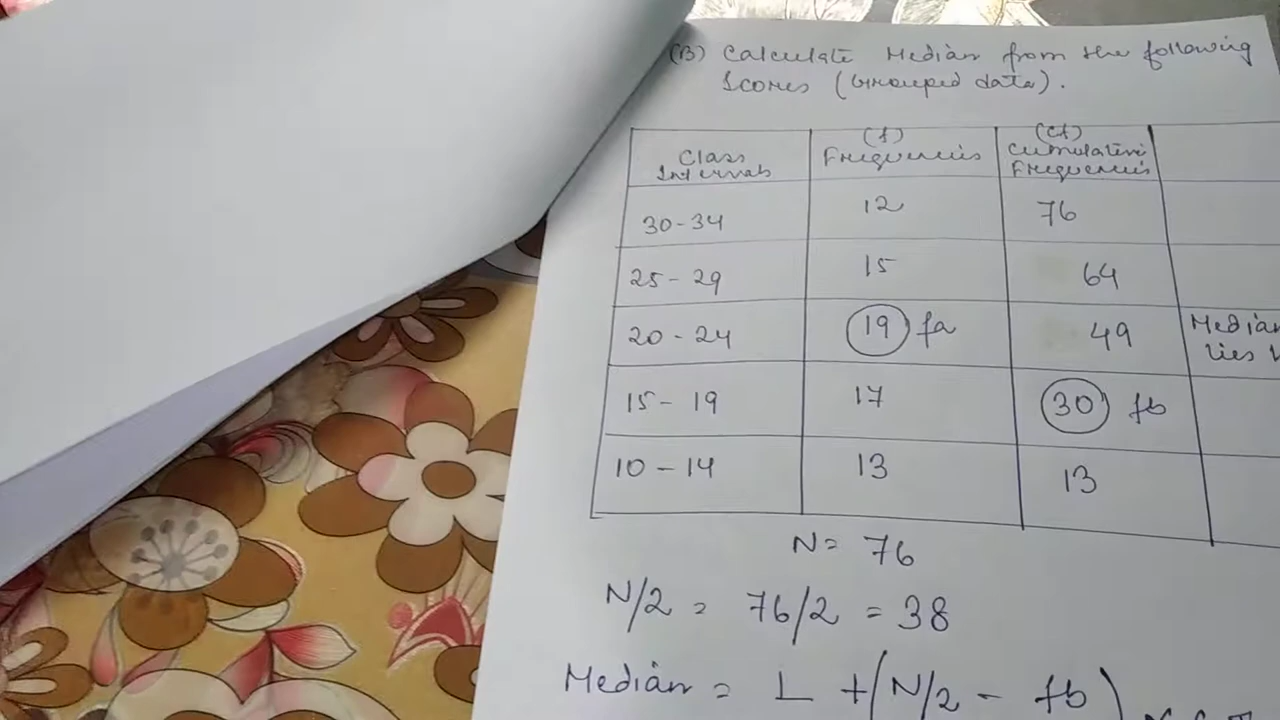 (B) Calculate Median from the following
Scores (Grouped data).
Class Intervals (f) Frequencies (Cf) Cumulative Frequencies
30-34 12 76
25-29 15 64
20-24 19 fa 49 Median lies
15-19 17 30 fb
10-14 13 13
N= 76
N/2 = 76/2 = 38
Median = L + (N/2 - fb)